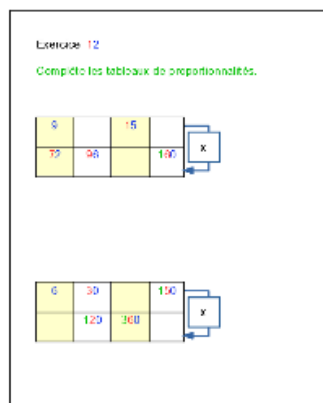 Exercice 12
Complète les tableaux de proportionnalités.
9 15
x
72 96 160
6 30 150
x
120 360